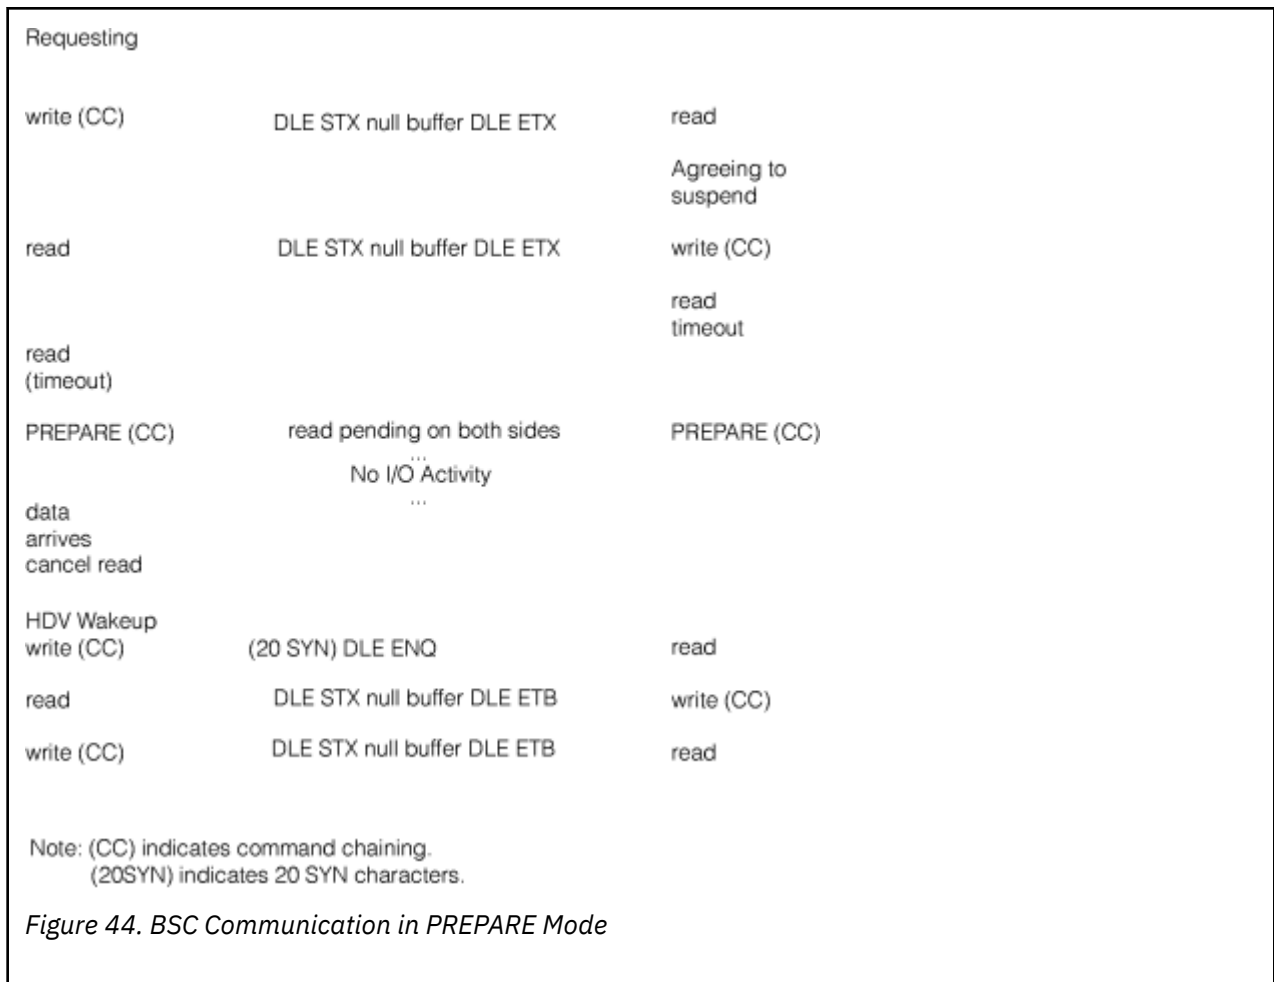 Requesting
write (CC) DLE STX null buffer DLE ETX read
Agreeing to
suspend
read DLE STX null buffer DLE ETX write (CC)
read
timeout
read
(timeout)
PREPARE (CC) read pending on both sides PREPARE (CC)
...
No I/O Activity
...
data
arrives
cancel read
HDV Wakeup
write (CC) (20 SYN) DLE ENQ read
read DLE STX null buffer DLE ETB write (CC)
write (CC) DLE STX null buffer DLE ETB read
Note: (CC) indicates command chaining.
(20SYN) indicates 20 SYN characters.
Figure 44. BSC Communication in PREPARE Mode